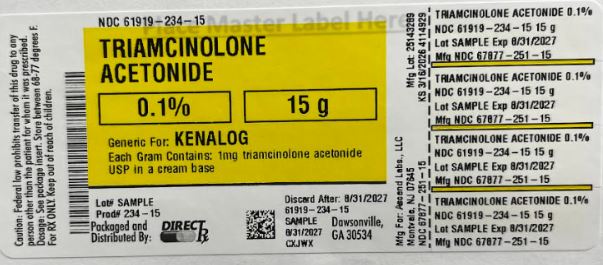 Place Master Label Here
NDC 61919-234-15
TRIAMCINOLONE
ACETONIDE
0.1%
15 g
Generic For: KENALOG
Each Gram Contains: 1mg triamcinolone acetonide
USP in a cream base
Caution: Federal law prohibits transfer of this drug to any
person other than the patient for whom it was prescribed.
Dosage: See package insert. Store between 68-77 degrees F.
For RX ONLY. Keep out of reach of children.
Lot# SAMPLE
Prod# 234-15
Packaged and
Distributed By:
DIRECT Rx
Discard After: 8/31/2027
61919-234-15
SAMPLE
8/31/2027
CXJWX
Dawsonville,
GA 30534
Mfg Lot: 25143289
KS 3/16/2026 4114929
Mfg For: Ascend Labs., LLC
Montvale, NJ 07645
NDC 67877-251-15
TRIAMCINOLONE ACETONIDE 0.1%
NDC 61919-234-15 15 g
Lot SAMPLE Exp 8/31/2027
Mfg NDC 67877-251-15
TRIAMCINOLONE ACETONIDE 0.1%
NDC 61919-234-15 15 g
Lot SAMPLE Exp 8/31/2027
Mfg NDC 67877-251-15
TRIAMCINOLONE ACETONIDE 0.1%
NDC 61919-234-15 15 g
Lot SAMPLE Exp 8/31/2027
Mfg NDC 67877-251-15
TRIAMCINOLONE ACETONIDE 0.1%
NDC 61919-234-15 15 g
Lot SAMPLE Exp 8/31/2027
Mfg NDC 67877-251-15